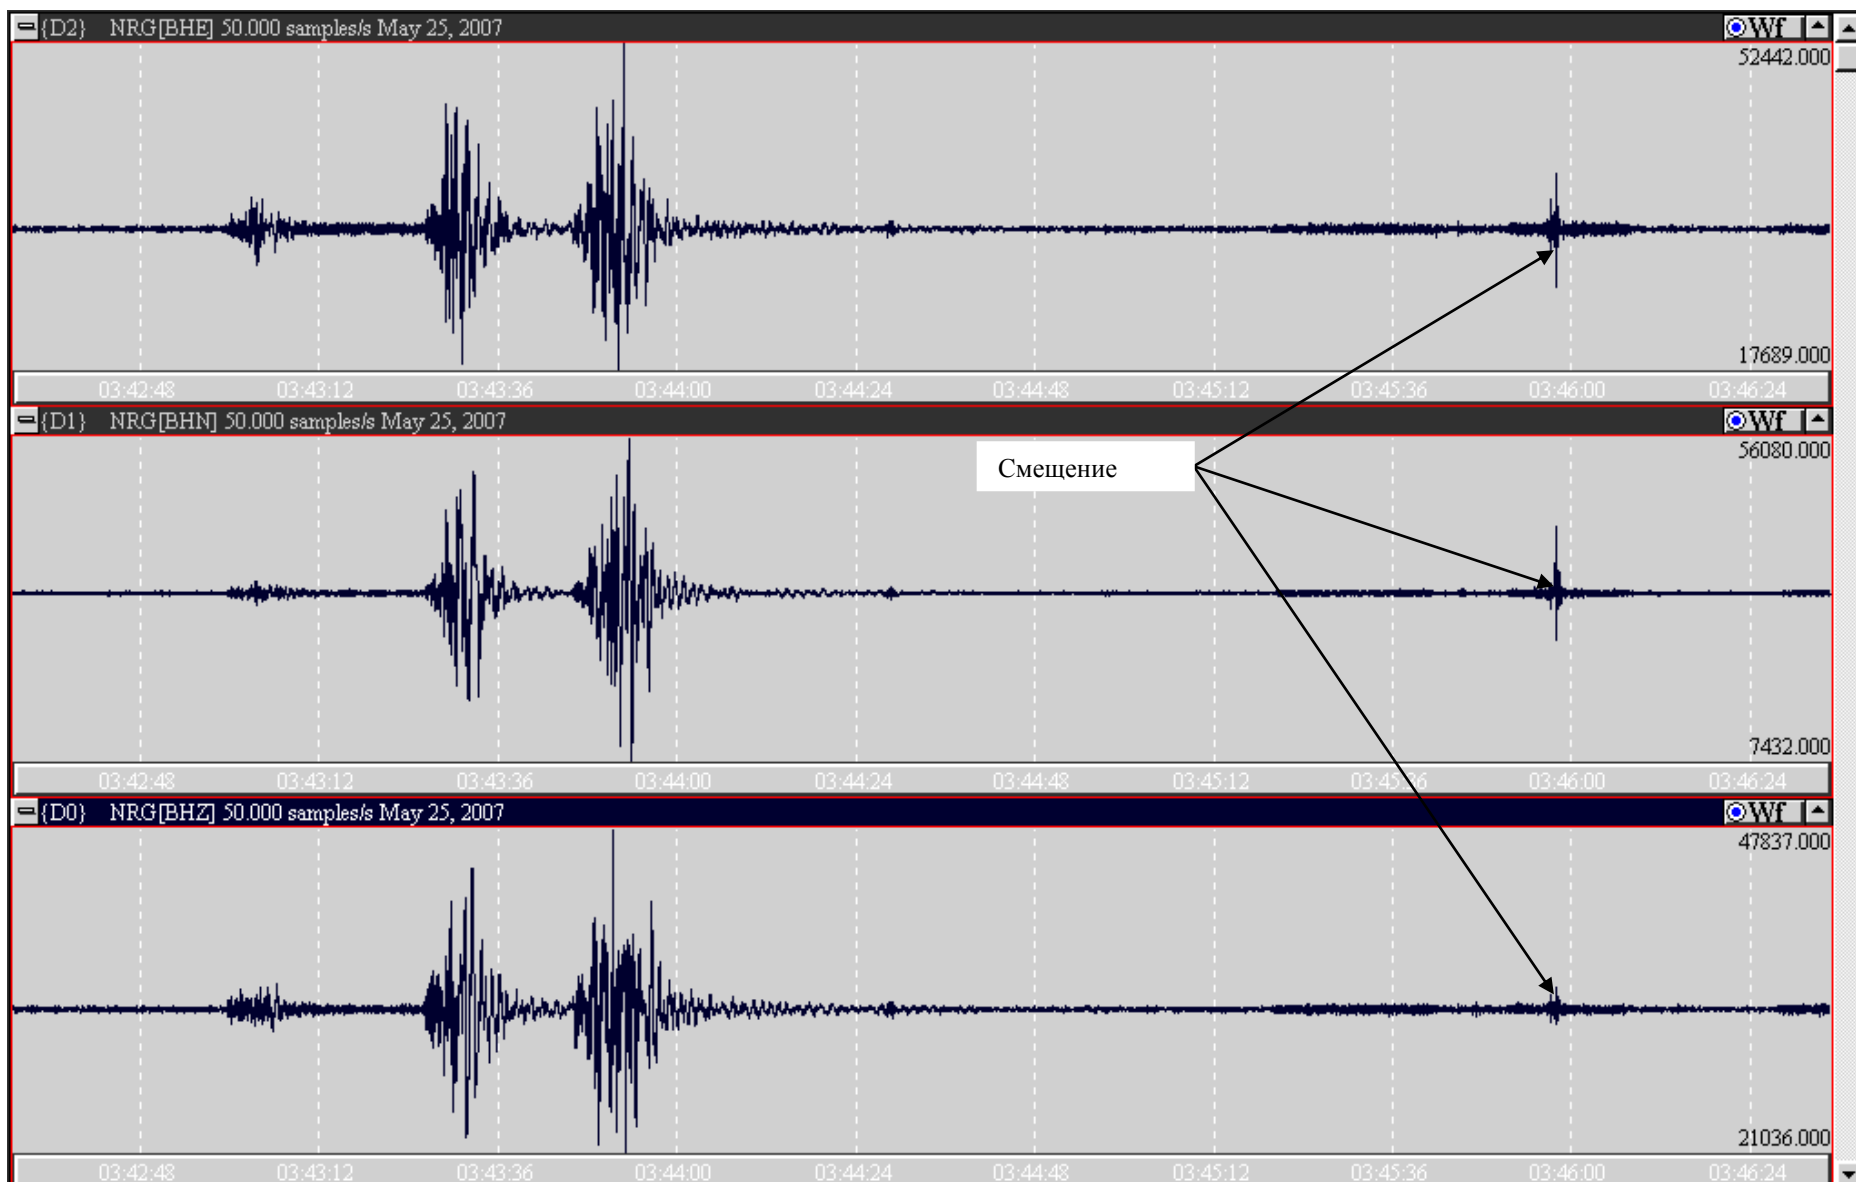 {D2} NRG[BHE] 50.000 samples/s May 25, 2007 Wf
52442.000
17689.000
03:42:48 03:43:12 03:43:36 03:44:00 03:44:24 03:44:48 03:45:12 03:45:36 03:46:00 03:46:24
{D1} NRG[BHN] 50.000 samples/s May 25, 2007 Wf
56080.000
Смещение
7432.000
03:42:48 03:43:12 03:43:36 03:44:00 03:44:24 03:44:48 03:45:12 03:45:36 03:46:00 03:46:24
{D0} NRG[BHZ] 50.000 samples/s May 25, 2007 Wf
47837.000
21036.000
03:42:48 03:43:12 03:43:36 03:44:00 03:44:24 03:44:48 03:45:12 03:45:36 03:46:00 03:46:24